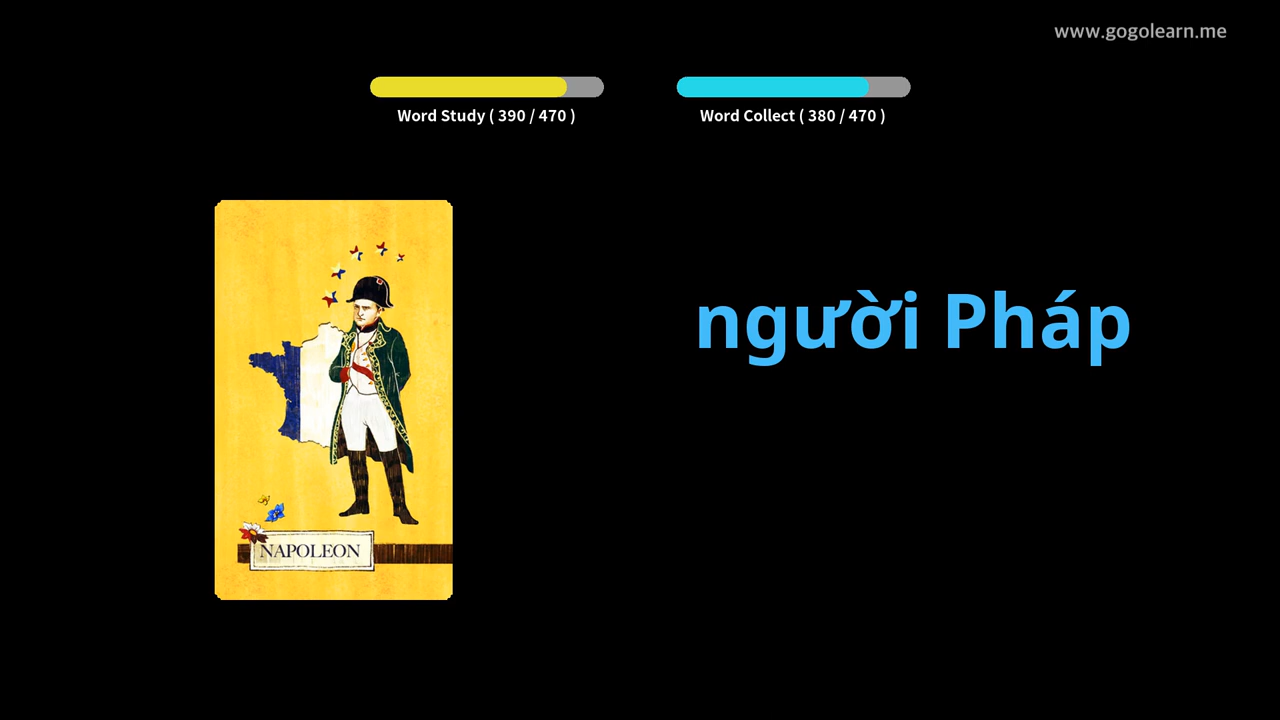 www.gogolearn.me
Word Study ( 390 / 470 )
Word Collect ( 380 / 470 )
người Pháp
NAPOLEON